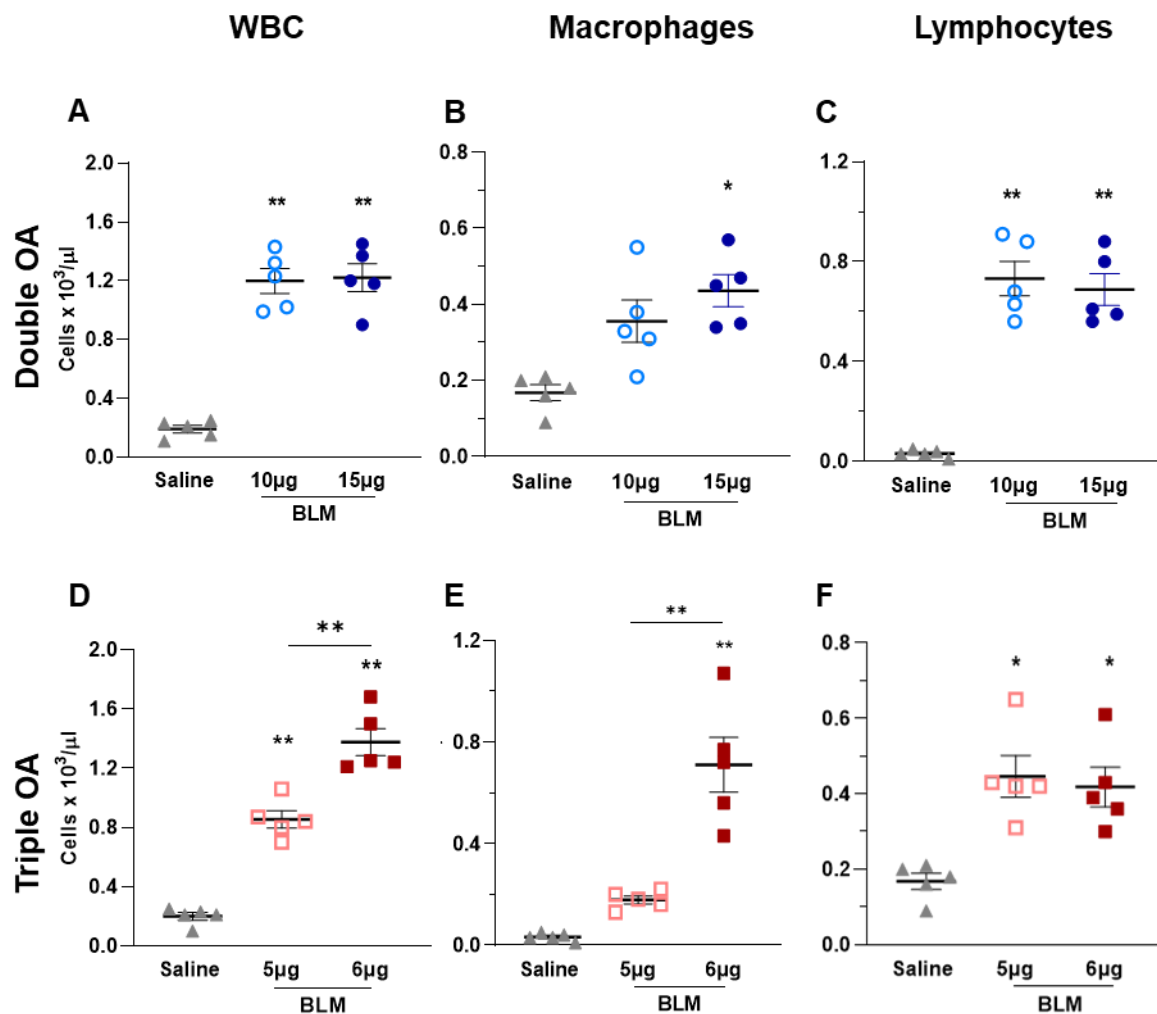 WBC Macrophages Lymphocytes
Double OA
A
Cells x 10³/µl
2.0
1.6
1.2
0.8
0.4
0.0
** **
Saline 10µg 15µg
BLM
B
0.8
0.6
0.4
0.2
0.0
*
Saline 10µg 15µg
BLM
C
1.2
0.8
0.4
0.0
** **
Saline 10µg 15µg
BLM
Triple OA
D
Cells x 10³/µl
2.0
1.6
1.2
0.8
0.4
0.0
**
**
**
Saline 5µg 6µg
BLM
E
1.2
0.8
0.4
0.0
**
**
Saline 5µg 6µg
BLM
F
0.8
0.6
0.4
0.2
0.0
* *
Saline 5µg 6µg
BLM